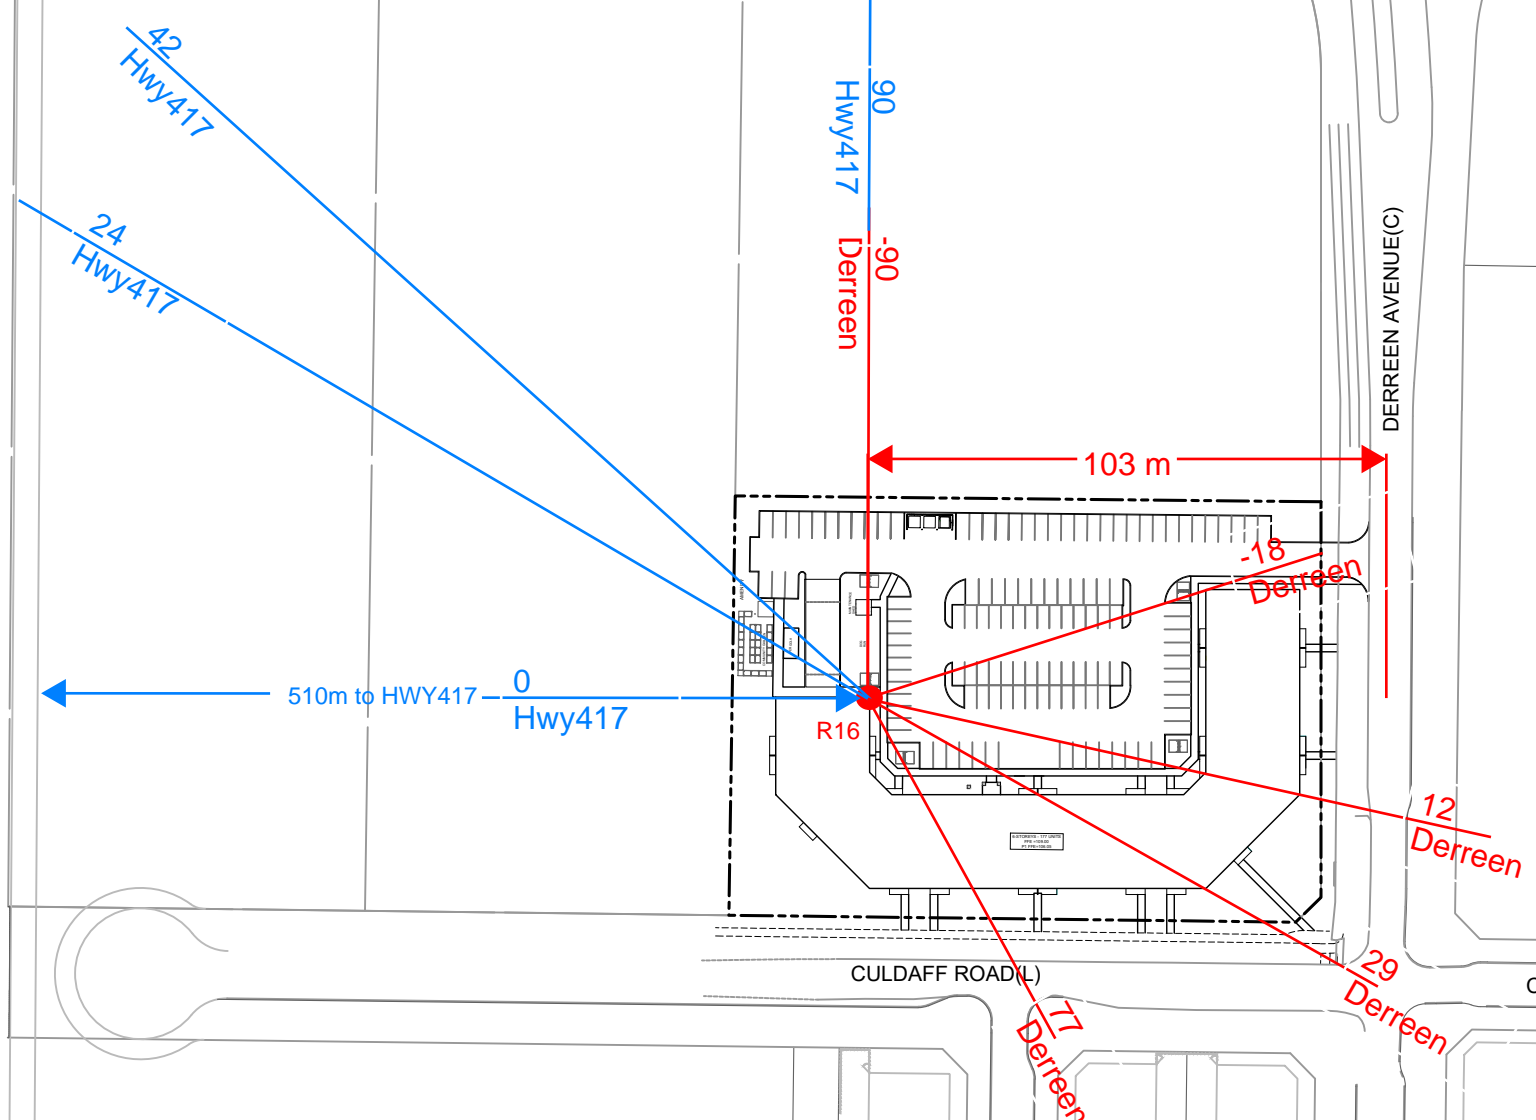 42
Hwy417
24
Hwy417
90
Hwy417
-90
Derreen
DERREEN AVENUE(C)
103 m
-18
Derreen
510m to HWY417
0
Hwy417
R16
12
Derreen
CULDAFF ROAD(L)
29
Derreen
77
Derreen
C